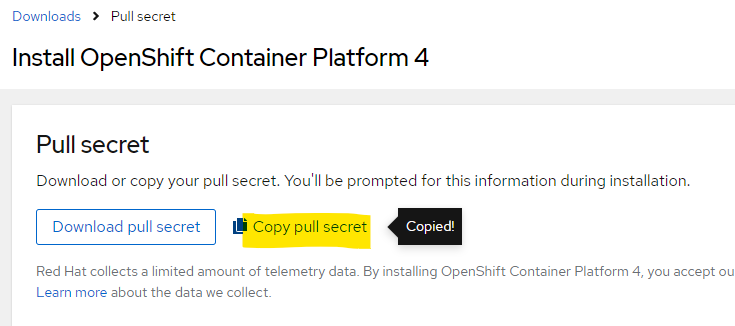 Downloads > Pull secret
Install OpenShift Container Platform 4
Pull secret
Download or copy your pull secret. You'll be prompted for this information during installation.
Download pull secret Copy pull secret Copied!
Red Hat collects a limited amount of telemetry data. By installing OpenShift Container Platform 4, you accept ou
Learn more about the data we collect.